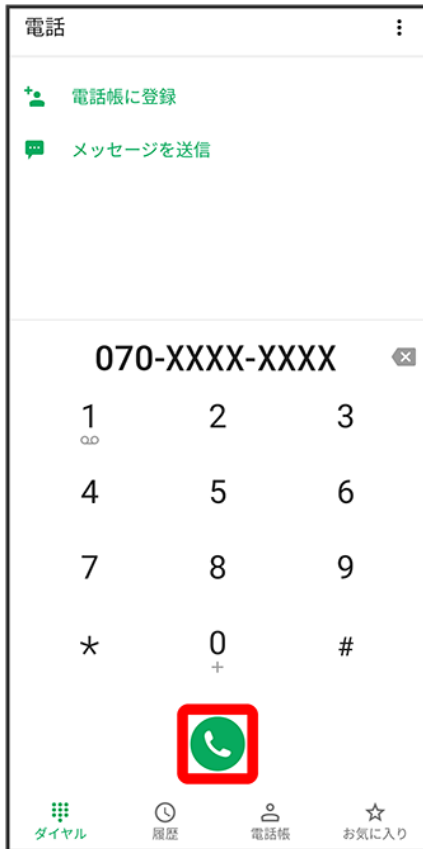 電話
電話帳に登録
メッセージを送信
070-XXXX-XXXX
1 2 3
4 5 6
7 8 9
* 0 #
+
ダイヤル 履歴 電話帳 お気に入り